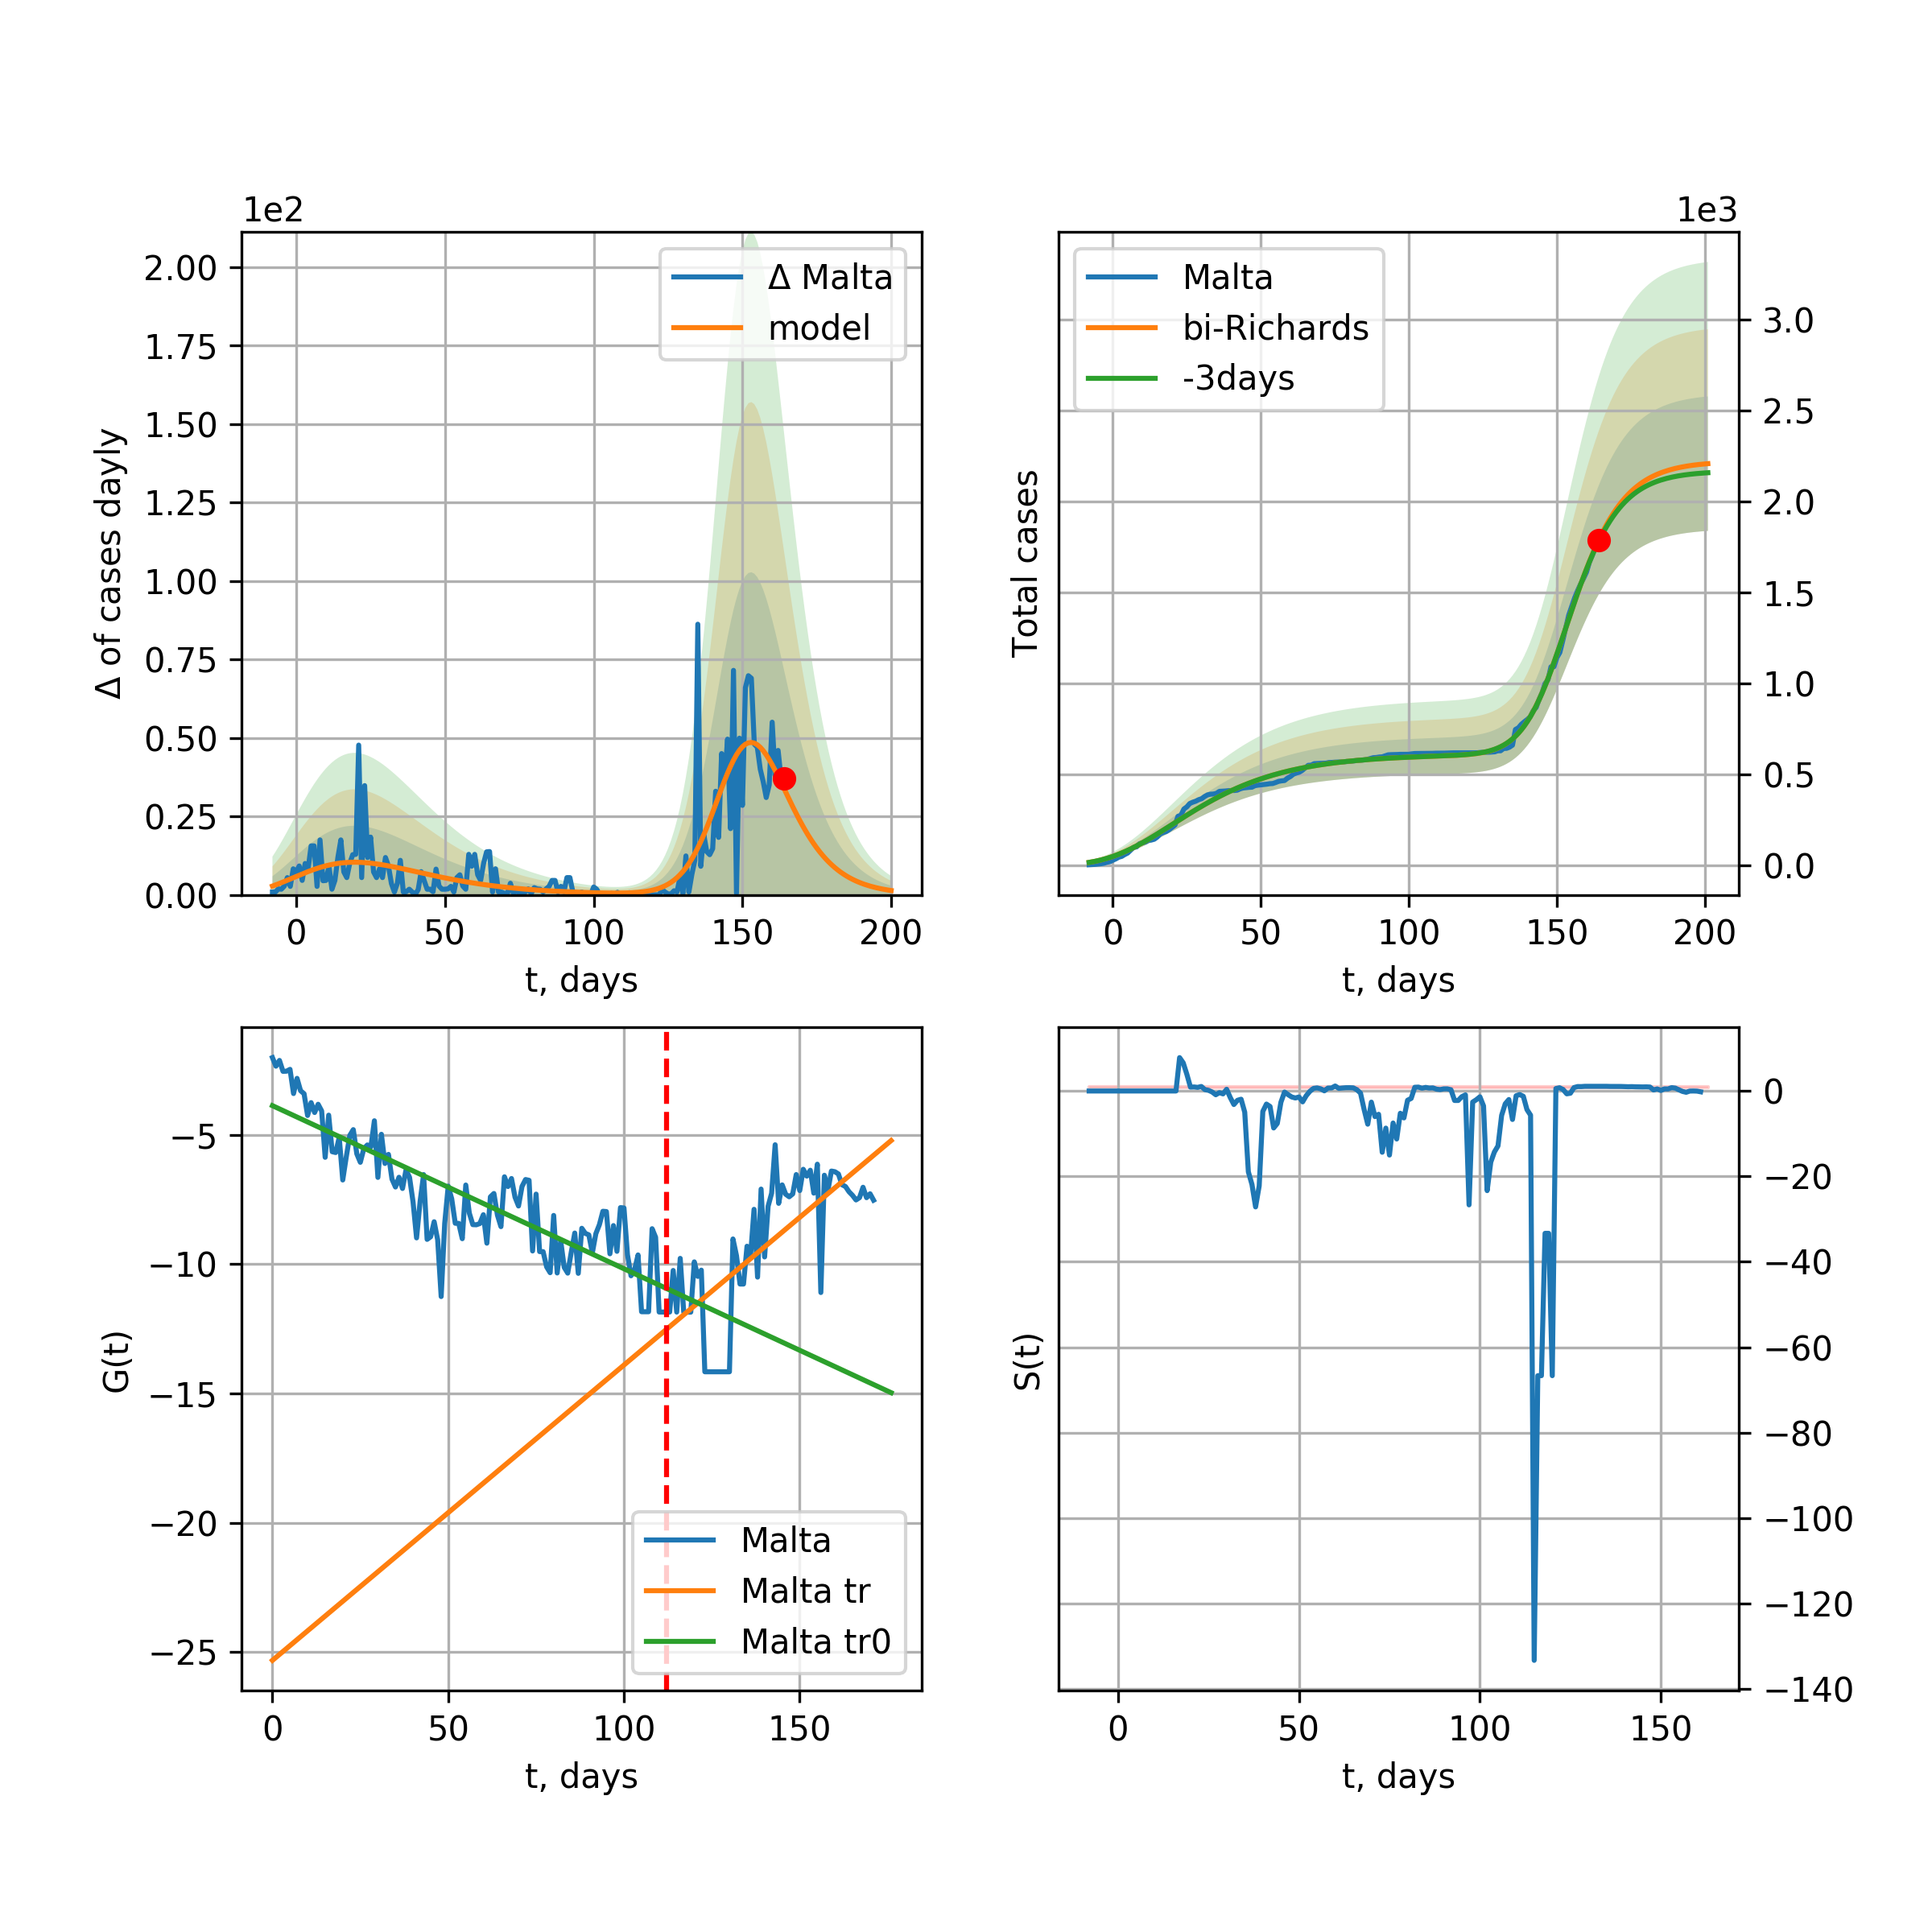 1e2
Δ of cases dayly
2.00
1.75
1.50
1.25
1.00
0.75
0.50
0.25
0.00
0 50 100 150 200
t, days
Δ Malta
model
1e3
Total cases
3.0
2.5
2.0
1.5
1.0
0.5
0.0
0 50 100 150 200
t, days
Malta
bi-Richards
-3days
G(t)
−5
−10
−15
−20
−25
0 50 100 150
t, days
Malta
Malta tr
Malta tr0
S(t)
0
−20
−40
−60
−80
−100
−120
−140
0 50 100 150
t, days